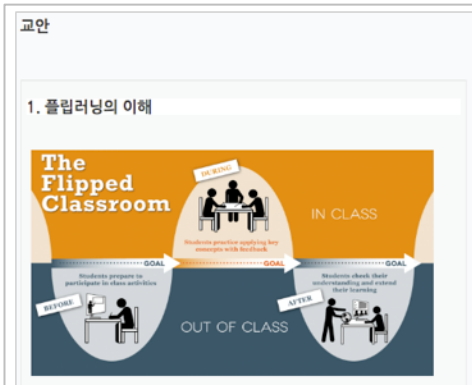 교안
1. 플립러닝의 이해
The
Flipped
Classroom
DURING
IN CLASS
Students practice applying key
concepts with feedback
GOAL
GOAL
GOAL
Students prepare to
participate in class activities
Students check their
understanding and extend
their learning
BEFORE
AFTER
OUT OF CLASS